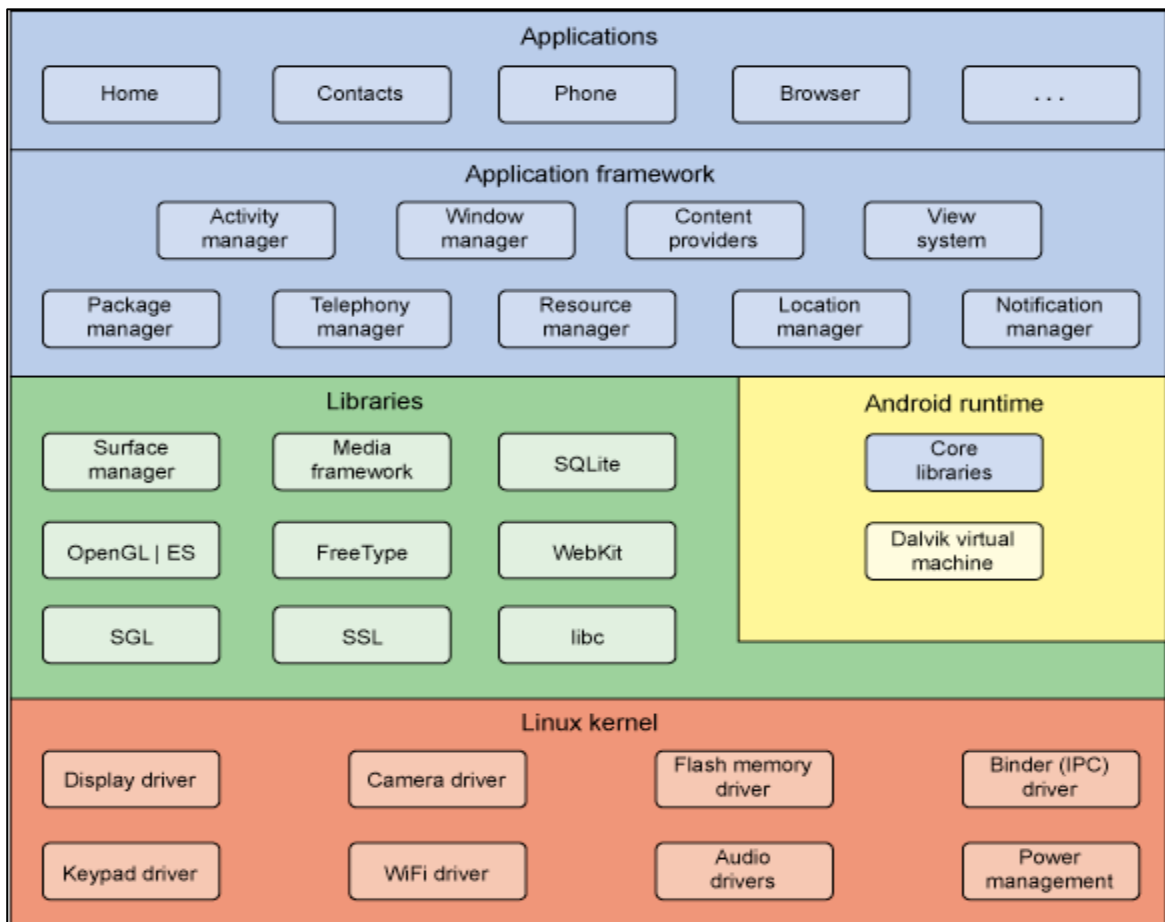 Applications
Home
Contacts
Phone
Browser
. . .
Application framework
Activity
manager
Window
manager
Content
providers
View
system
Package
manager
Telephony
manager
Resource
manager
Location
manager
Notification
manager
Libraries
Surface
manager
Media
framework
SQLite
OpenGL | ES
FreeType
WebKit
SGL
SSL
libc
Android runtime
Core
libraries
Dalvik virtual
machine
Linux kernel
Display driver
Camera driver
Flash memory
driver
Binder (IPC)
driver
Keypad driver
WiFi driver
Audio
drivers
Power
management